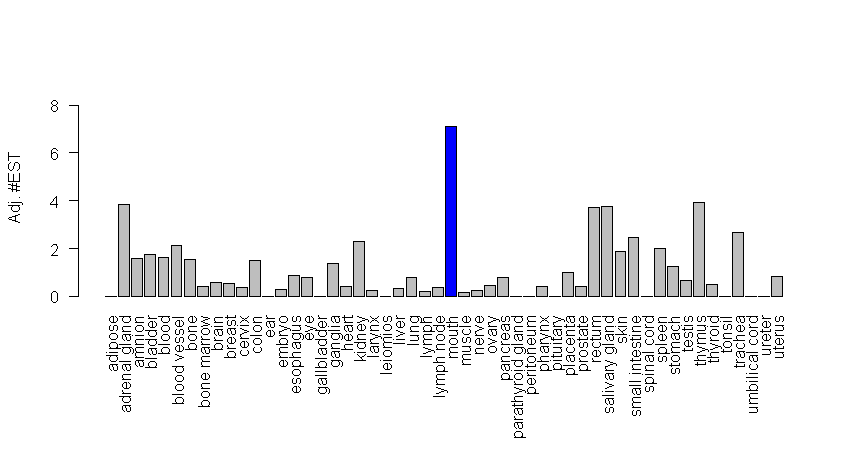 Adj. #EST
8
6
4
2
0
adipose
adrenal gland
amnion
bladder
blood
blood vessel
bone
bone marrow
brain
breast
cervix
colon
ear
embryo
esophagus
eye
gallbladder
ganglia
heart
kidney
larynx
leiomios
liver
lung
lymph
lymph node
mouth
muscle
nerve
ovary
pancreas
parathyroid gland
peritoneum
pharynx
pituitary
placenta
prostate
rectum
salivary gland
skin
small intestine
spinal cord
spleen
stomach
testis
thymus
thyroid
tonsil
trachea
umbilical cord
ureter
uterus